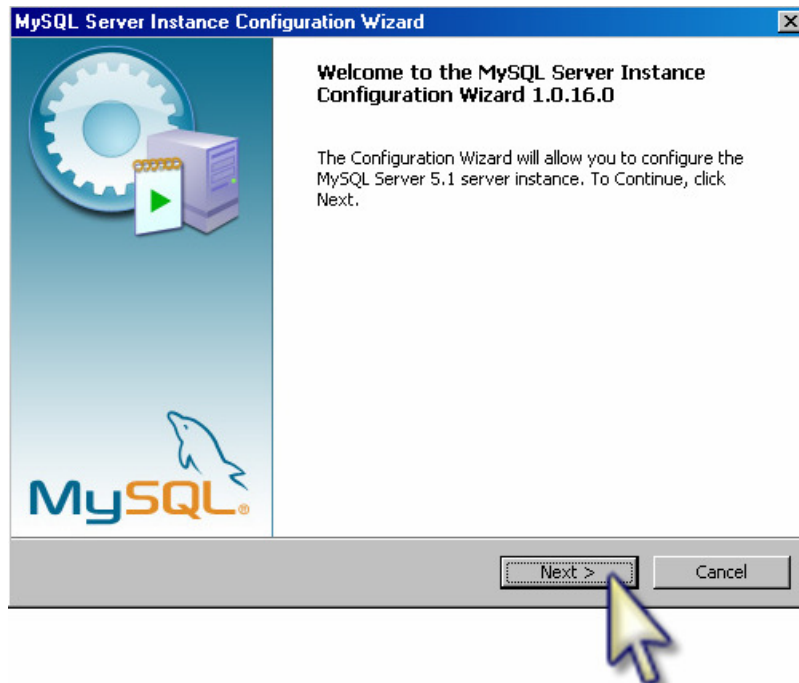 MySQL Server Instance Configuration Wizard
Welcome to the MySQL Server Instance
Configuration Wizard 1.0.16.0
The Configuration Wizard will allow you to configure the
MySQL Server 5.1 server instance. To Continue, click
Next.
MySQL®
Next >
Cancel